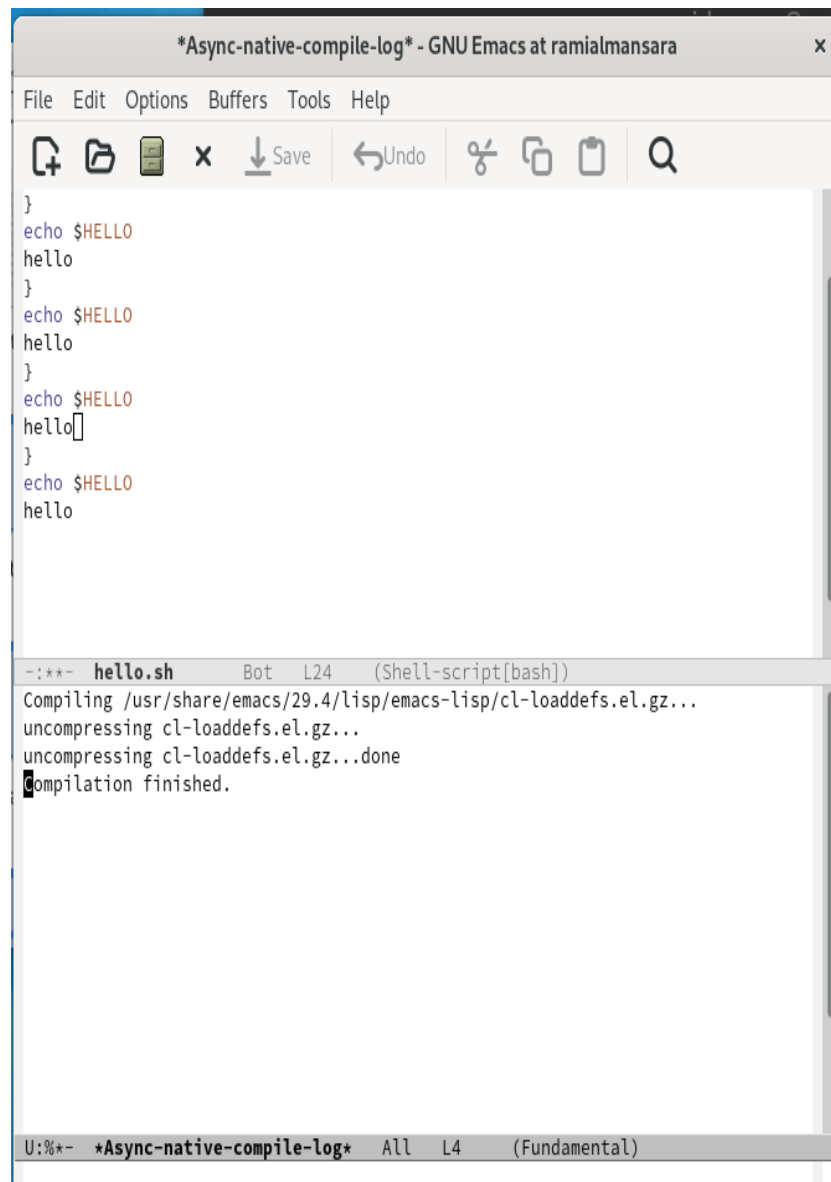 *Async-native-compile-log* - GNU Emacs at ramialmansara x
File Edit Options Buffers Tools Help
Save Undo
}
echo $HELLO
hello
}
echo $HELLO
hello
}
echo $HELLO
hello
}
echo $HELLO
hello
-:**- hello.sh Bot L24 (Shell-script[bash])
Compiling /usr/share/emacs/29.4/lisp/emacs-lisp/cl-loaddefs.el.gz...
uncompressing cl-loaddefs.el.gz...
uncompressing cl-loaddefs.el.gz...done
Compilation finished.
U:%*- *Async-native-compile-log* All L4 (Fundamental)